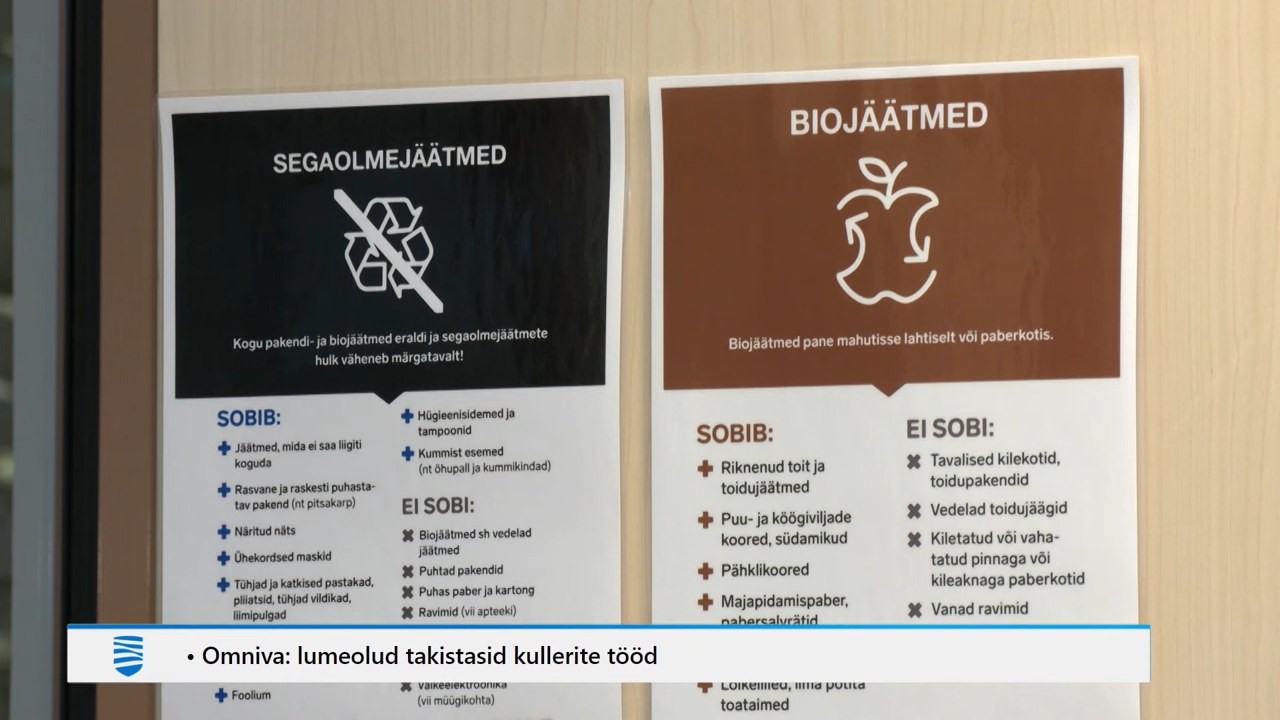 SEGAOLMEJÄÄTMED
Kogu pakendi- ja biojäätmed eraldi ja segaolmejäätmete
hulk väheneb märgatavalt!
SOBIB:
Jäätmed, mida ei saa liigiti
koguda
Rasvane ja raskesti puhasta-
tav pakend (nt pitsakarp)
Näritud näts
Ühekordsed maskid
Tühjad ja katkised pastakad,
pliiatsid, tühjad vildikad,
liimipulgad
Foolium
Hügieenisidemed ja
tampoonid
Kummist esemed
(nt õhupall ja kummikindad)
EI SOBI:
Biojäätmed sh vedelad
jäätmed
Puhtad pakendid
Puhas paber ja kartong
Ravimid (vii apteeki)
Väikeelektroonika
(vii müügikohta)
BIOJÄÄTMED
Biojäätmed pane mahutisse lahtiselt või paberkotis.
SOBIB:
Riknenud toit ja
toidujäätmed
Puu- ja köögiviljade
koored, südamikud
Pähklikoored
Majapidamispaber,
pabersalvrätid
Lõikelilled, ilma potita
toataimed
EI SOBI:
Tavalised kilekotid,
toidupakendid
Vedelad toidujäägid
Kiletatud või vaha-
tatud pinnaga või
kileaknaga paberkotid
Vanad ravimid
• Omniva: lumeolud takistasid kullerite tööd